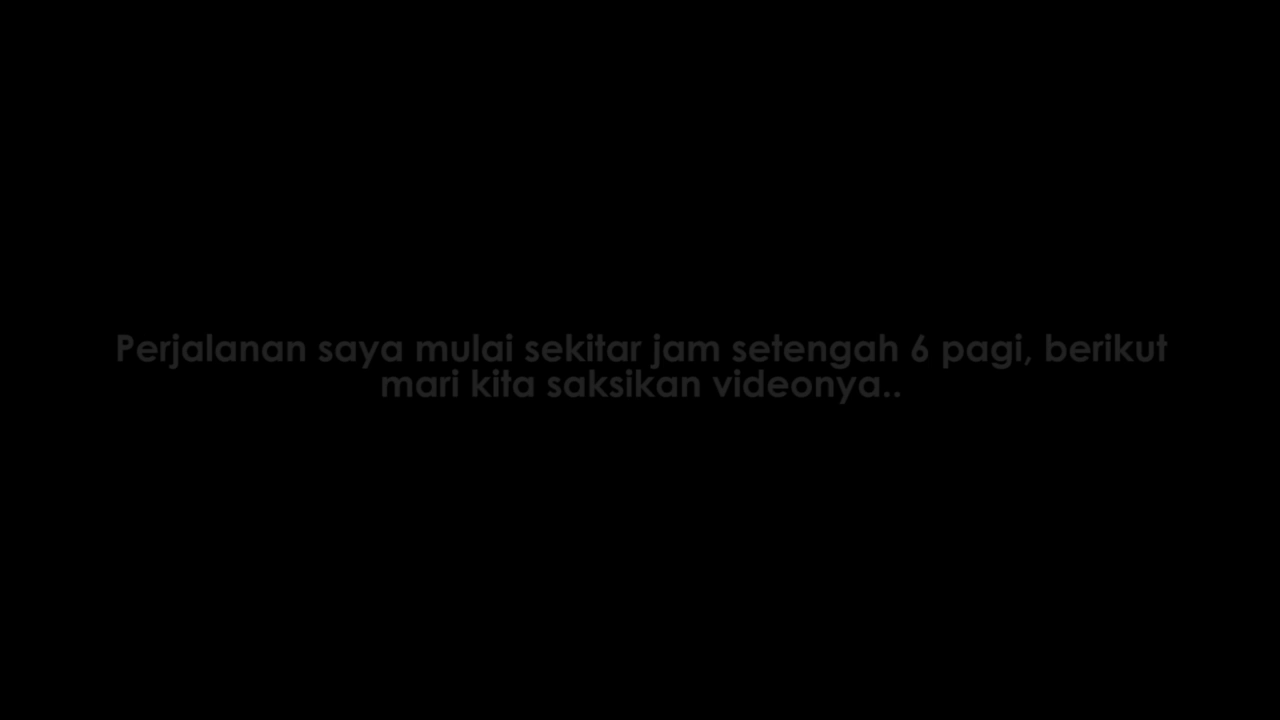 Perjalanan saya mulai sekitar jam setengah 6 pagi, berikut
mari kita saksikan videonya..